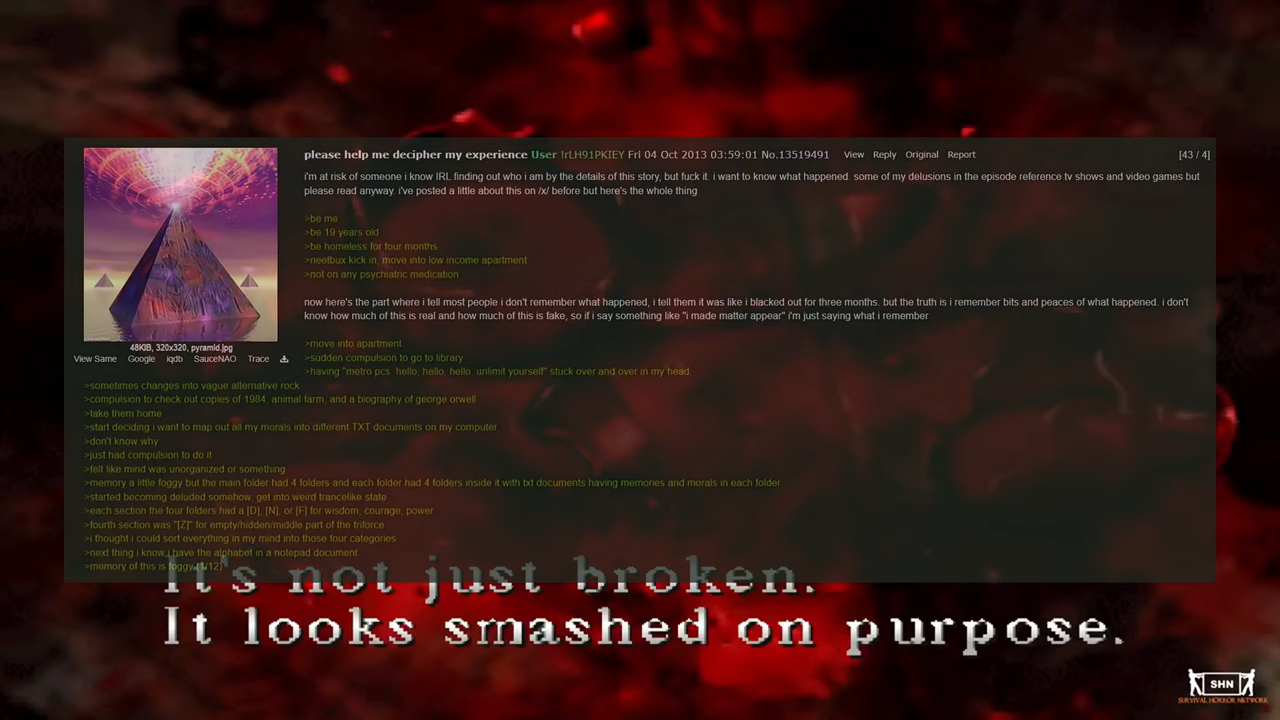 please help me decipher my experience User !rLH91PKIEY Fri 04 Oct 2013 03:59:01 No.13519491 View Reply Original Report [43 / 4]
i'm at risk of someone i know IRL finding out who i am by the details of this story, but fuck it. i want to know what happened. some of my delusions in the episode reference tv shows and video games but
please read anyway. i've posted a little about this on /x/ before but here's the whole thing
>be me
>be 19 years old
>be homeless for four months
>neetbux kick in, move into low income apartment
>not on any psychiatric medication
now here's the part where i tell most people i don't remember what happened, i tell them it was like i blacked out for three months. but the truth is i remember bits and peaces of what happened. i don't
know how much of this is real and how much of this is fake, so if i say something like "i made matter appear" i'm just saying what i remember
48KiB, 320x320, pyramid.jpg
View Same Google iqdb SauceNAO Trace
>move into apartment
>sudden compulsion to go to library
>having "metro pcs. hello, hello, hello. unlimit yourself" stuck over and over in my head.
>sometimes changes into vague alternative rock
>compulsion to check out copies of 1984, animal farm, and a biography of george orwell
>take them home
>start deciding i want to map out all my morals into different TXT documents on my computer
>don't know why
>just had compulsion to do it
>felt like mind was unorganized or something
>memory a little foggy but the main folder had 4 folders and each folder had 4 folders inside it with txt documents having memories and morals in each folder
>started becoming deluded somehow, get into weird trancelike state
>each section the four folders had a [D], [N], or [F] for wisdom, courage, power
>fourth section was "[Z]" for empty/hidden/middle part of the triforce
>i thought i could sort everything in my mind into those four categories
>next thing i know i have the alphabet in a notepad document
>memory of this is foggy (1/12)
It's not just broken.
It looks smashed on purpose.
SHN
SURVIVAL HORROR NETWORK